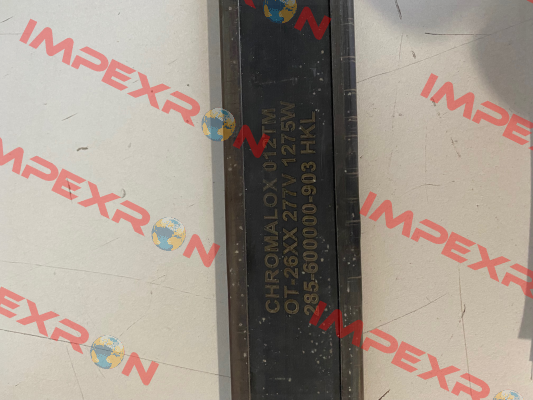 CHROMALOX 012TM
OT-26XX 277V 1275W
285-600000-903 HKL
IMPEXRON
IMPEXRON
IMPEXRON
IMPEXRON
IMPEXRON
IMPEXRON